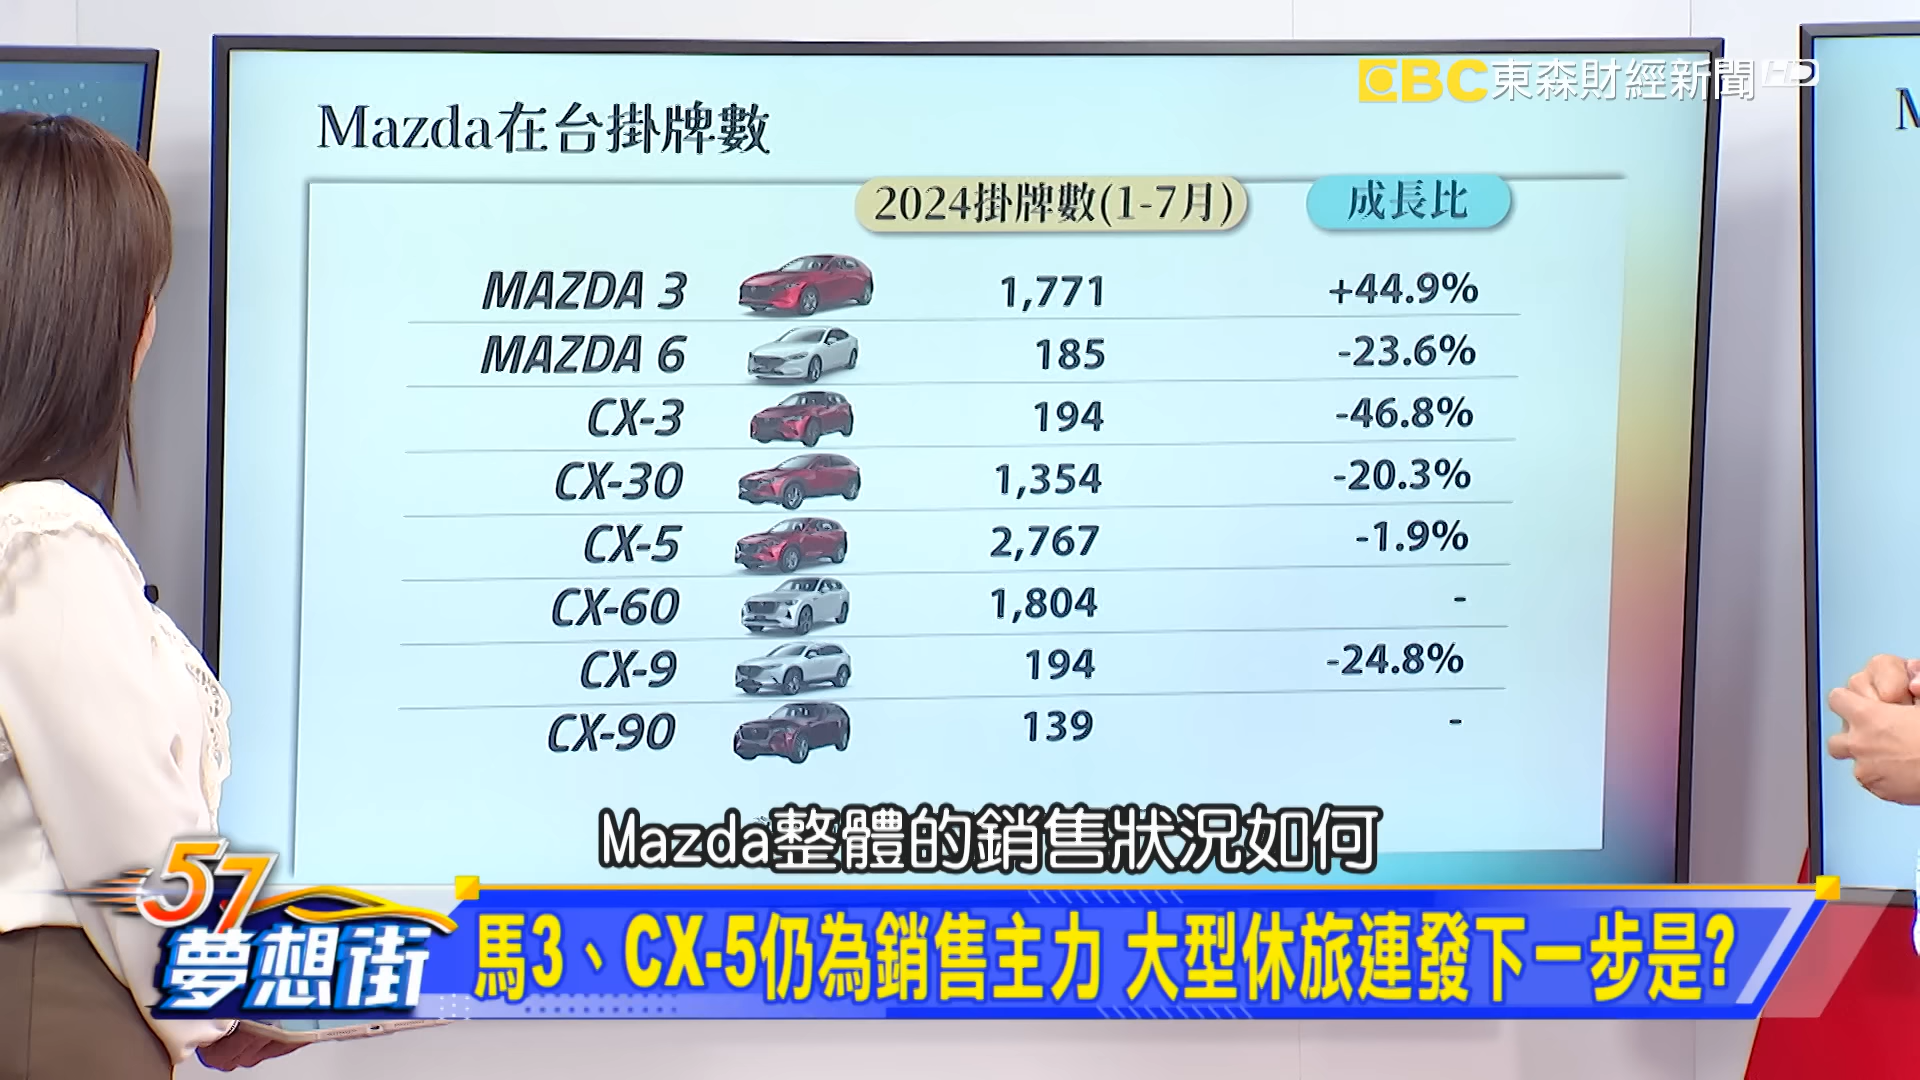 EBC東森財經新聞HD
Mazda在台掛牌數
2024掛牌數(1-7月) 成長比
MAZDA 3 1,771 +44.9%
MAZDA 6 185 -23.6%
CX-3 194 -46.8%
CX-30 1,354 -20.3%
CX-5 2,767 -1.9%
CX-60 1,804 -
CX-9 194 -24.8%
CX-90 139 -
Mazda整體的銷售狀況如何
57夢想街
馬3、CX-5仍為銷售主力 大型休旅連發下一步是?